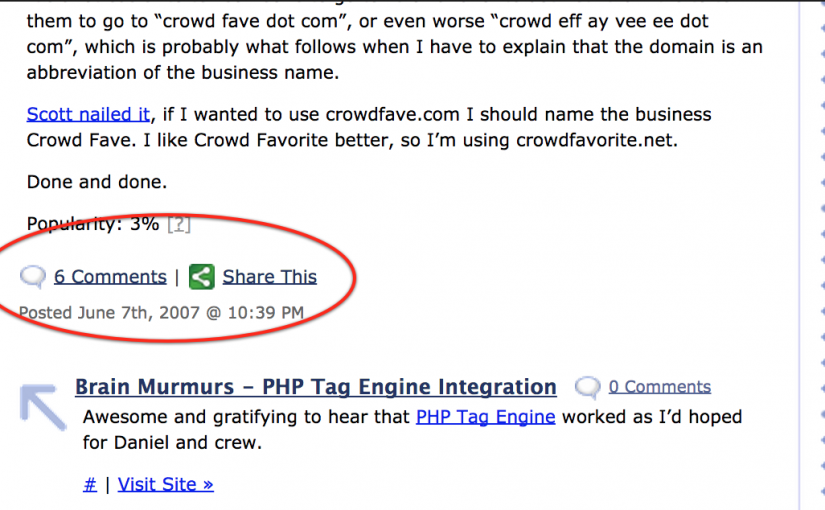 them to go to “crowd fave dot com”, or even worse “crowd eff ay vee ee dot
com”, which is probably what follows when I have to explain that the domain is an
abbreviation of the business name.
Scott nailed it, if I wanted to use crowdfave.com I should name the business
Crowd Fave. I like Crowd Favorite better, so I’m using crowdfavorite.net.
Done and done.
Popularity: 3% [?]
6 Comments | Share This
Posted June 7th, 2007 @ 10:39 PM
Brain Murmurs – PHP Tag Engine Integration 0 Comments
Awesome and gratifying to hear that PHP Tag Engine worked as I’d hoped
for Daniel and crew.
# | Visit Site »